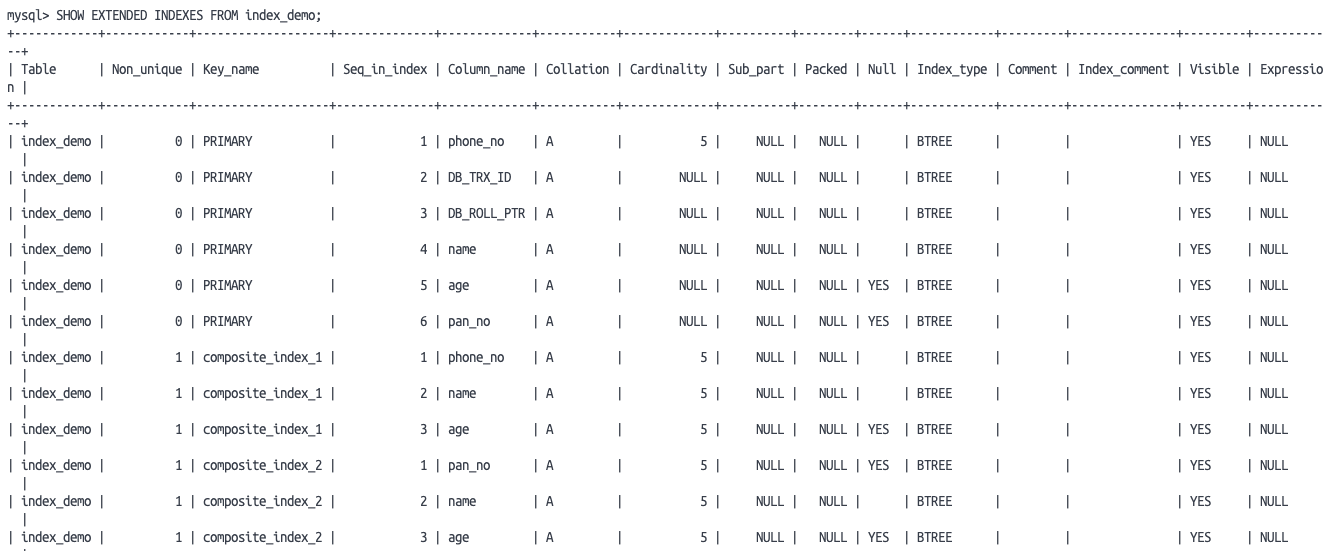 mysql> SHOW EXTENDED INDEXES FROM index_demo;
+------------+------------+-------------------+--------------+-------------+-----------+-------------+----------+--------+------+------------+---------+---------------+---------+----------
--+
| Table      | Non_unique | Key_name          | Seq_in_index | Column_name | Collation | Cardinality | Sub_part | Packed | Null | Index_type | Comment | Index_comment | Visible | Expressio
n |
+------------+------------+-------------------+--------------+-------------+-----------+-------------+----------+--------+------+------------+---------+---------------+---------+----------
--+
| index_demo |          0 | PRIMARY           |            1 | phone_no    | A         |           5 |     NULL |   NULL |      | BTREE      |         |               | YES     | NULL
  |
| index_demo |          0 | PRIMARY           |            2 | DB_TRX_ID   | A         |        NULL |     NULL |   NULL |      | BTREE      |         |               | YES     | NULL
  |
| index_demo |          0 | PRIMARY           |            3 | DB_ROLL_PTR | A         |        NULL |     NULL |   NULL |      | BTREE      |         |               | YES     | NULL
  |
| index_demo |          0 | PRIMARY           |            4 | name        | A         |        NULL |     NULL |   NULL |      | BTREE      |         |               | YES     | NULL
  |
| index_demo |          0 | PRIMARY           |            5 | age         | A         |        NULL |     NULL |   NULL | YES  | BTREE      |         |               | YES     | NULL
  |
| index_demo |          0 | PRIMARY           |            6 | pan_no      | A         |        NULL |     NULL |   NULL | YES  | BTREE      |         |               | YES     | NULL
  |
| index_demo |          1 | composite_index_1 |            1 | phone_no    | A         |           5 |     NULL |   NULL |      | BTREE      |         |               | YES     | NULL
  |
| index_demo |          1 | composite_index_1 |            2 | name        | A         |           5 |     NULL |   NULL |      | BTREE      |         |               | YES     | NULL
  |
| index_demo |          1 | composite_index_1 |            3 | age         | A         |           5 |     NULL |   NULL | YES  | BTREE      |         |               | YES     | NULL
  |
| index_demo |          1 | composite_index_2 |            1 | pan_no      | A         |           5 |     NULL |   NULL | YES  | BTREE      |         |               | YES     | NULL
  |
| index_demo |          1 | composite_index_2 |            2 | name        | A         |           5 |     NULL |   NULL |      | BTREE      |         |               | YES     | NULL
  |
| index_demo |          1 | composite_index_2 |            3 | age         | A         |           5 |     NULL |   NULL | YES  | BTREE      |         |               | YES     | NULL